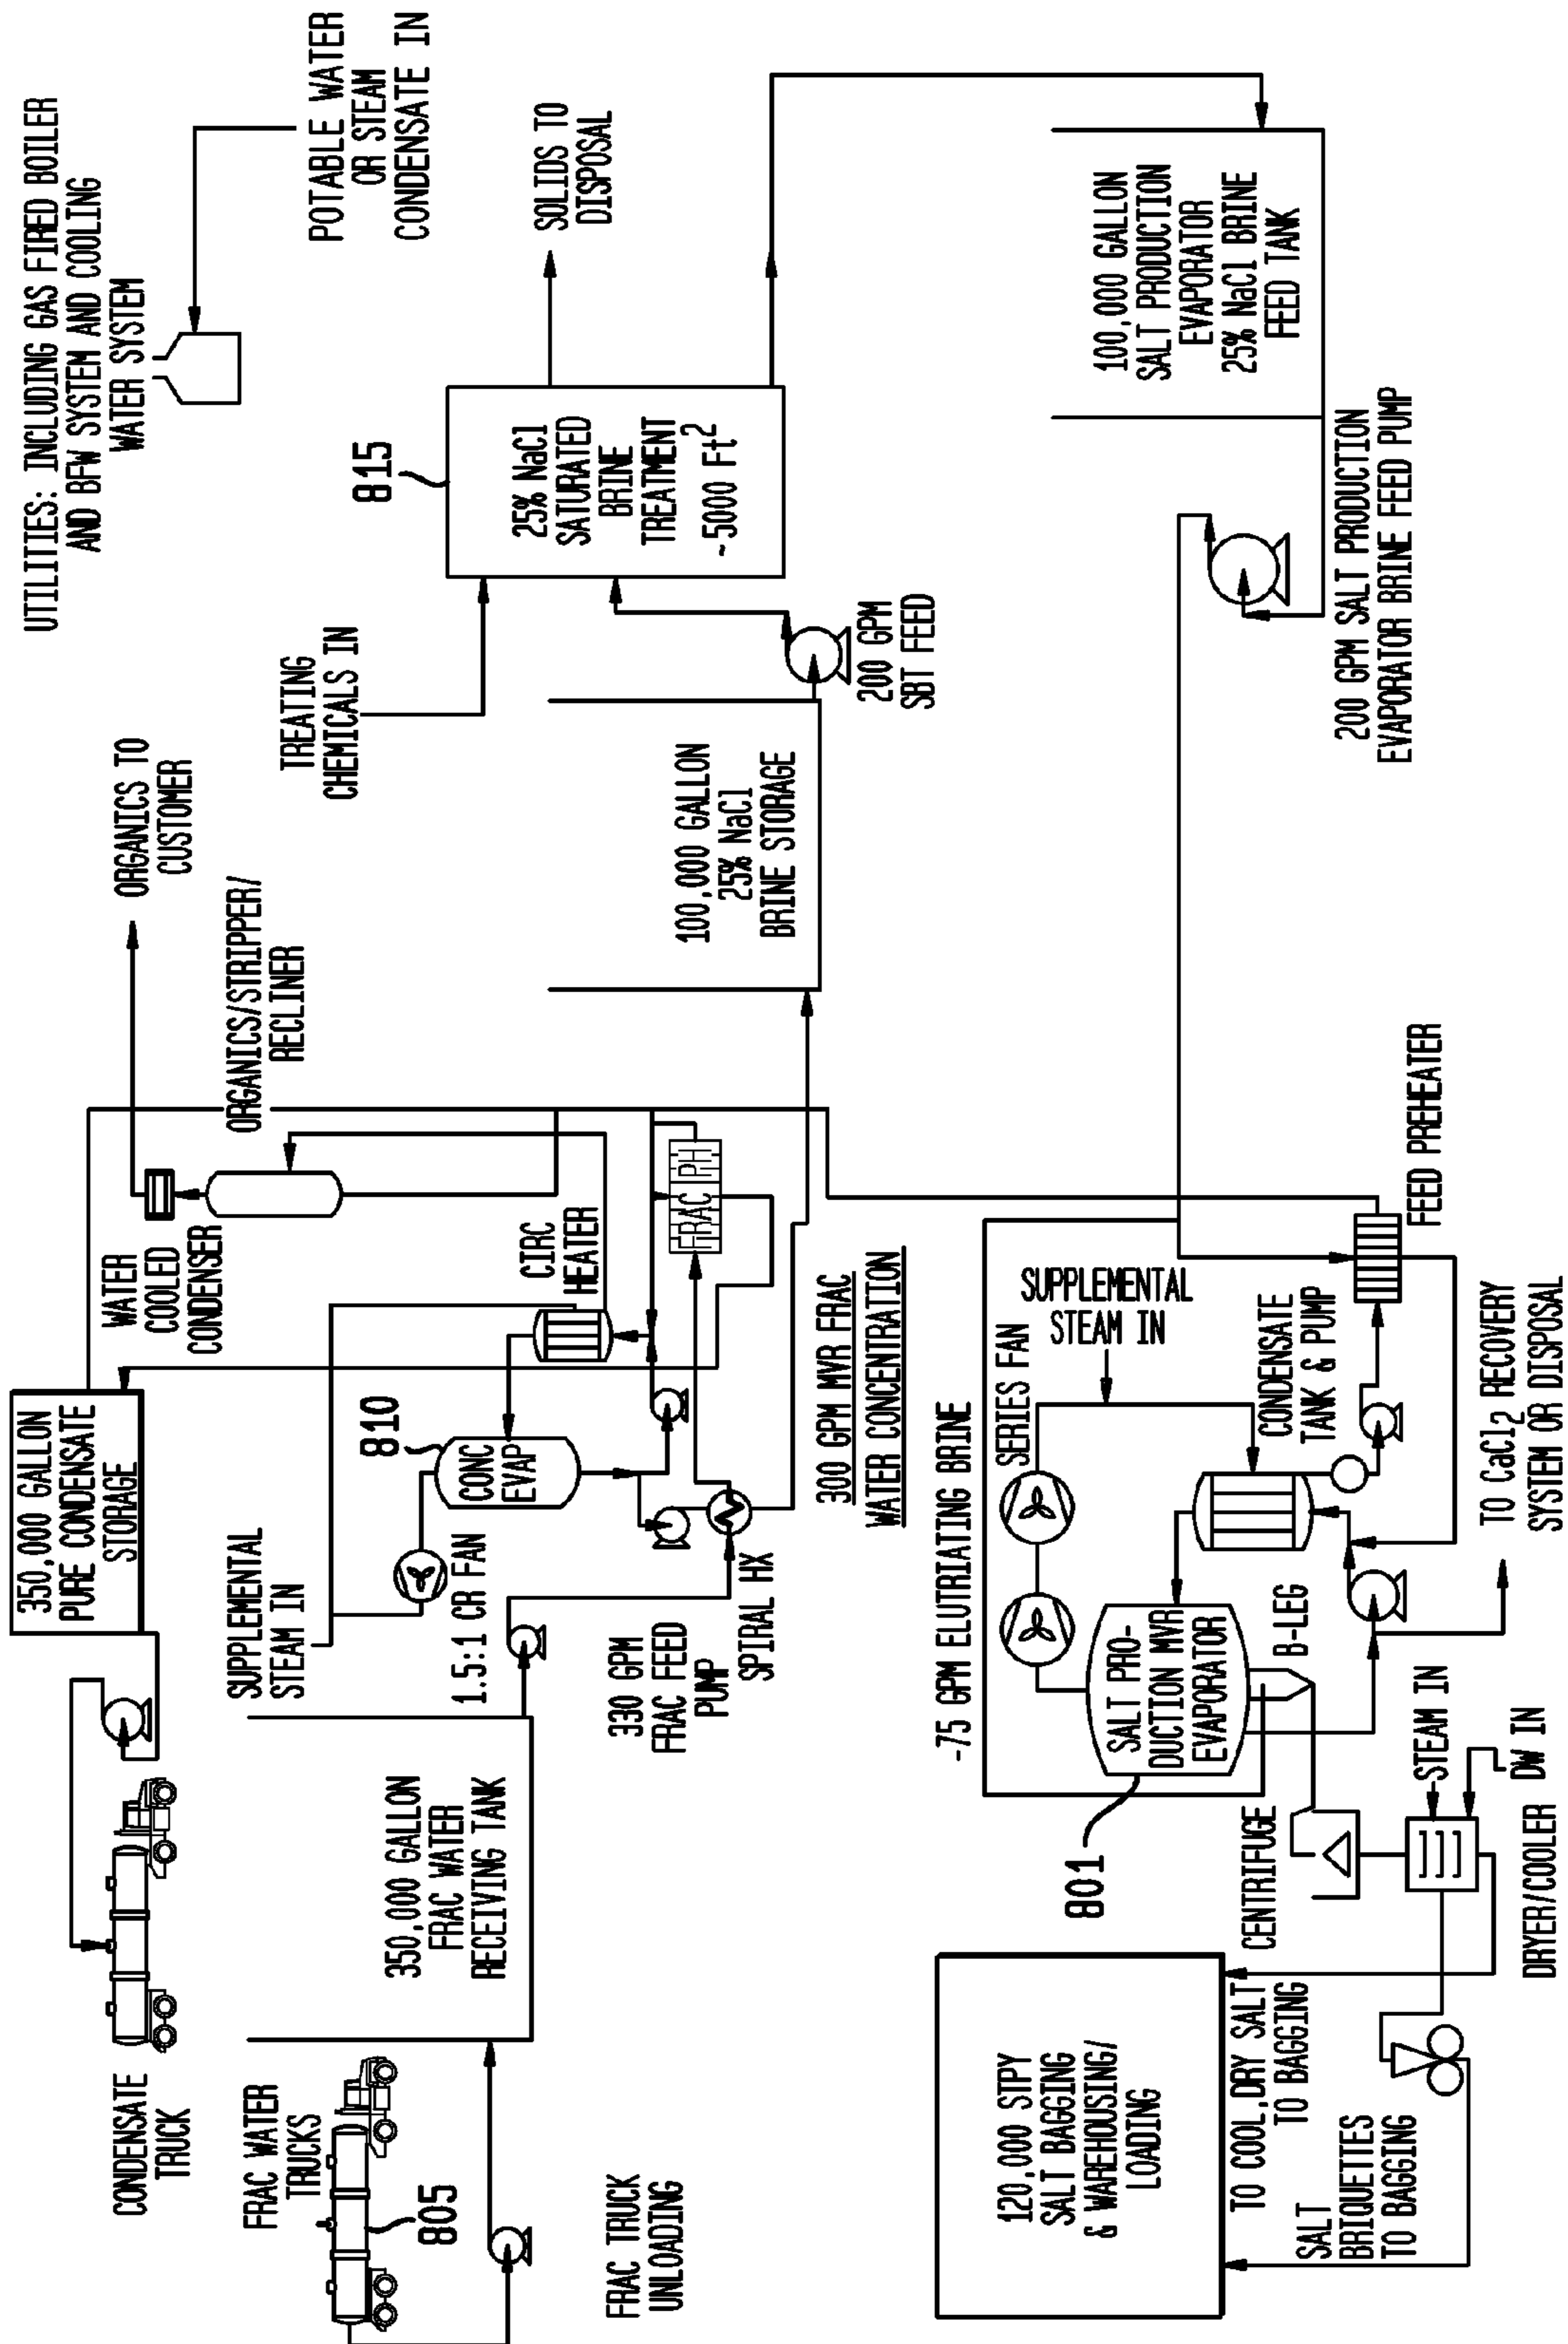 CONDENSATE
TRUCK
350,000 GALLON
PURE CONDENSATE
STORAGE
WATER
COOLED
CONDENSER
ORGANICS/STRIPPER/
RECLINER
ORGANICS TO
CUSTOMER
UTILITIES: INCLUDING GAS FIRED BOILER
AND BFW SYSTEM AND COOLING
WATER SYSTEM
POTABLE WATER
OR STEAM
CONDENSATE IN
FRAC WATER
TRUCKS
805
FRAC TRUCK
UNLOADING
350,000 GALLON
FRAC WATER
RECEIVING TANK
SUPPLEMENTAL
STEAM IN
1.5:1 CR FAN
810
CONC
EVAP
CIRC
HEATER
FRAC PH
330 GPM
FRAC FEED
PUMP
SPIRAL HX
300 GPM MVR FRAC
WATER CONCENTRATION
TREATING
CHEMICALS IN
100,000 GALLON
25% NaCl
BRINE STORAGE
200 GPM
SBT FEED
815
25% NaCl
SATURATED
BRINE
TREATMENT
~5000 Ft2
SOLIDS TO
DISPOSAL
120,000 STPY
SALT BAGGING
& WAREHOUSING/
LOADING
TO COOL,DRY SALT
TO BAGGING
SALT
BRIQUETTES
TO BAGGING
-75 GPM ELUTRIATING BRINE
SERIES FAN
SUPPLEMENTAL
STEAM IN
801
SALT PRO-
DUCTION MVR
EVAPORATOR
B-LEG
CENTRIFUGE
STEAM IN
DW IN
DRYER/COOLER
CONDENSATE
TANK & PUMP
FEED PREHEATER
TO CaCl2 RECOVERY
SYSTEM OR DISPOSAL
100,000 GALLON
SALT PRODUCTION
EVAPORATOR
25% NaCl BRINE
FEED TANK
200 GPM SALT PRODUCTION
EVAPORATOR BRINE FEED PUMP